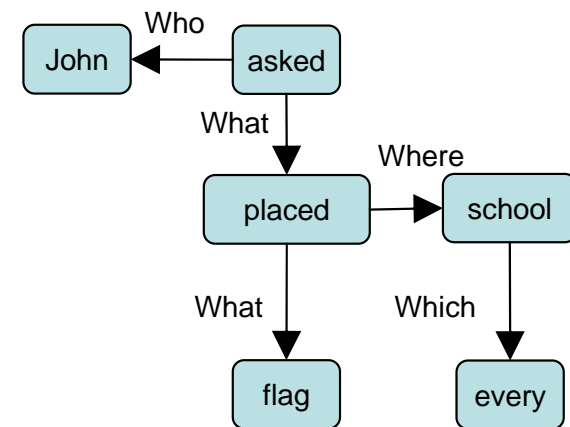 Who
John
asked
What
Where
placed
school
What
Which
flag
every